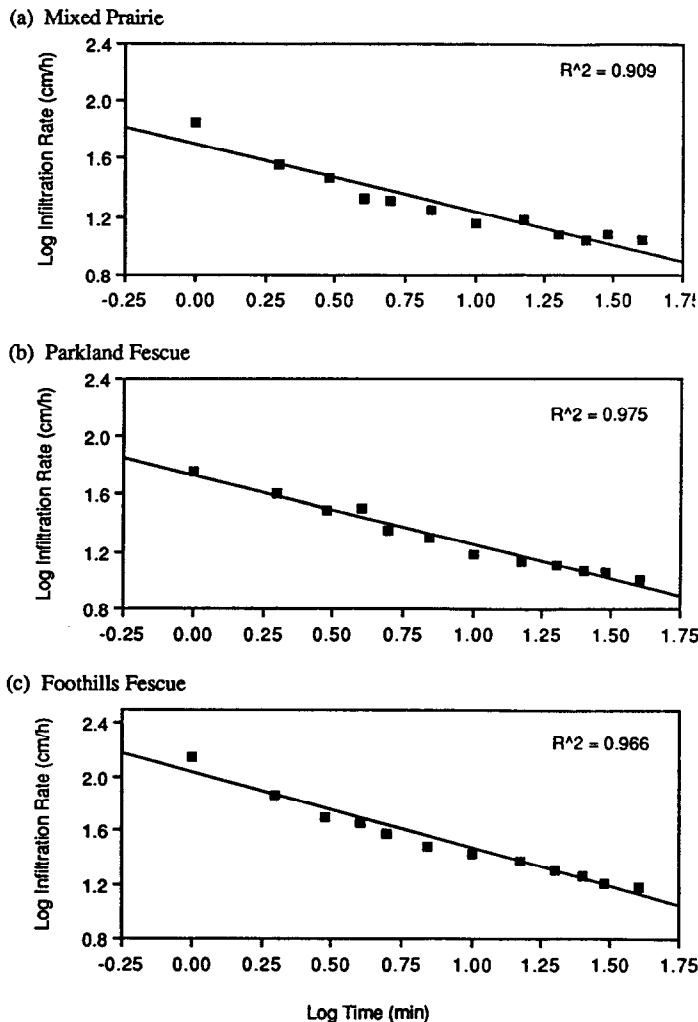 (a) Mixed Prairie
Log Infiltration Rate (cm/h)
2.4
2.0
1.6
1.2
0.8
R^2 = 0.909
-0.25 0.00 0.25 0.50 0.75 1.00 1.25 1.50 1.75
(b) Parkland Fescue
Log Infiltration Rate (cm/h)
2.4
2.0
1.6
1.2
0.8
R^2 = 0.975
-0.25 0.00 0.25 0.50 0.75 1.00 1.25 1.50 1.75
(c) Foothills Fescue
Log Infiltration Rate (cm/h)
2.4
2.0
1.6
1.2
0.8
R^2 = 0.966
-0.25 0.00 0.25 0.50 0.75 1.00 1.25 1.50 1.75
Log Time (min)